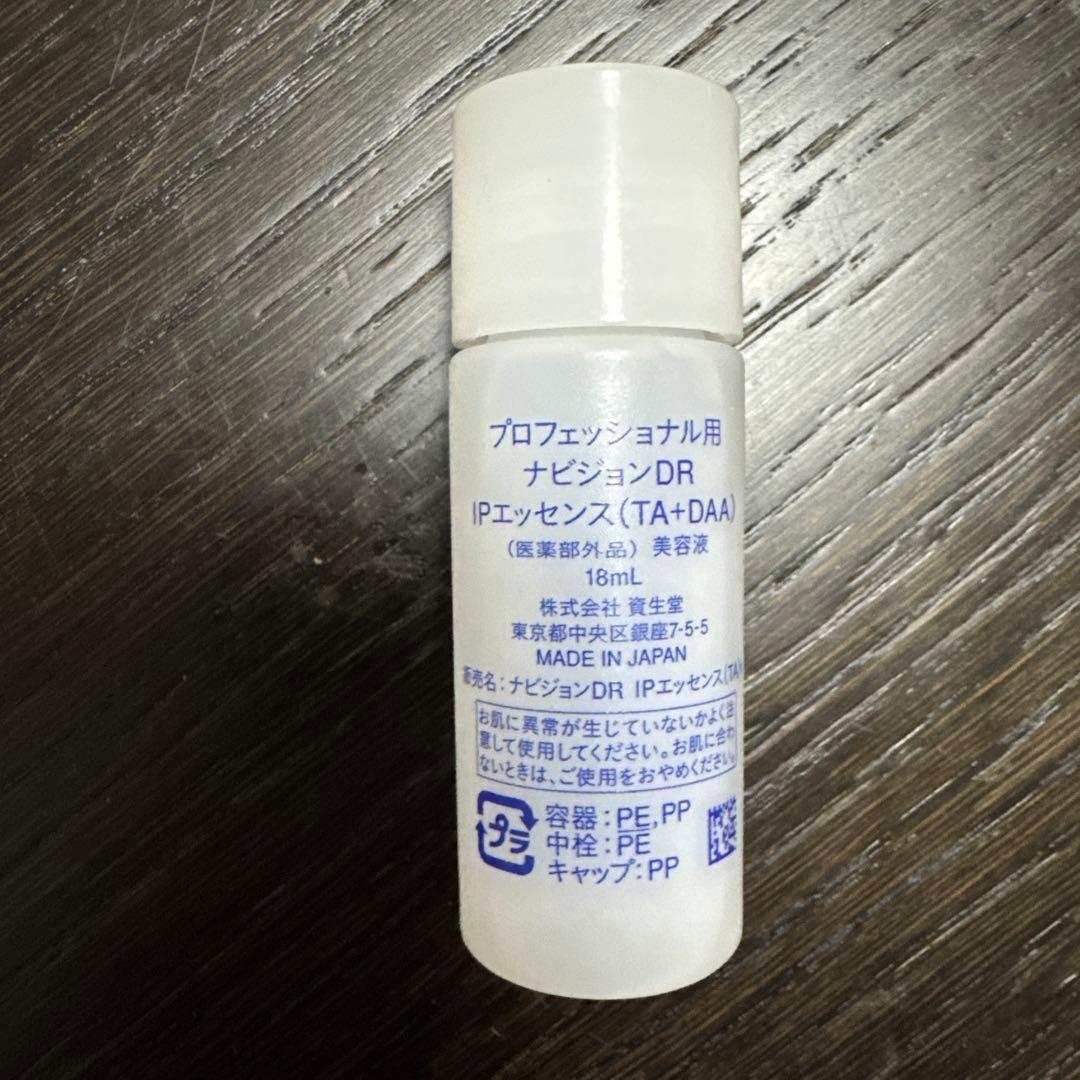 プロフェッショナル用
ナビジョンDR
IPエッセンス(TA+DAA)
(医薬部外品) 美容液
18mL
株式会社 資生堂
東京都中央区銀座7-5-5
MADE IN JAPAN
販売名:ナビジョンDR IPエッセンス(TA
お肌に異常が生じていないかよく注
意して使用してください。お肌に合わ
ないときは、ご使用をおやめください。
プラ
容器:PE,PP
中栓:PE
キャップ:PP